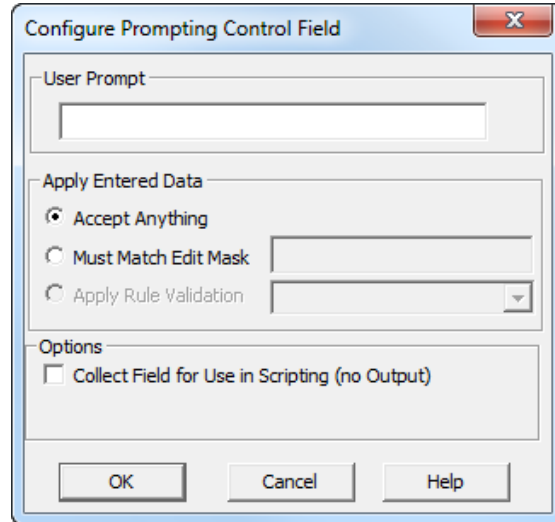 Configure Prompting Control Field
User Prompt
Apply Entered Data
Accept Anything
Must Match Edit Mask
Apply Rule Validation
Options
Collect Field for Use in Scripting (no Output)
OK Cancel Help